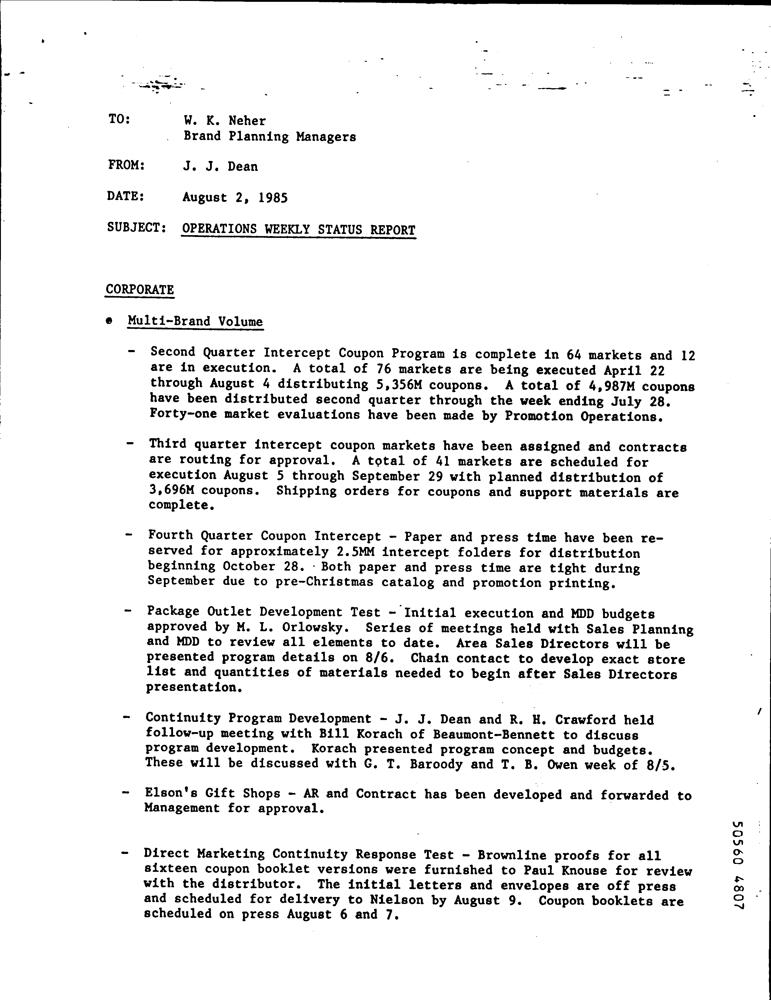 TO: W. K. Neher
Brand Planning Managers
FROM: J. J. Dean
DATE: August 2, 1985
SUBJECT: OPERATIONS WEEKLY STATUS REPORT
CORPORATE
● Multi-Brand Volume
- Second Quarter Intercept Coupon Program is complete in 64 markets and 12
are in execution. A total of 76 markets are being executed April 22
through August 4 distributing 5,356M coupons. A total of 4,987M coupons
have been distributed second quarter through the week ending July 28.
Forty-one market evaluations have been made by Promotion Operations.
- Third quarter intercept coupon markets have been assigned and contracts
are routing for approval. A total of 41 markets are scheduled for
execution August 5 through September 29 with planned distribution of
3,696M coupons. Shipping orders for coupons and support materials are
complete.
- Fourth Quarter Coupon Intercept - Paper and press time have been re-
served for approximately 2.5MM intercept folders for distribution
beginning October 28. Both paper and press time are tight during
September due to pre-Christmas catalog and promotion printing.
- Package Outlet Development Test - Initial execution and MDD budgets
approved by M. L. Orlowsky. Series of meetings held with Sales Planning
and MDD to review all elements to date. Area Sales Directors will be
presented program details on 8/6. Chain contact to develop exact store
list and quantities of materials needed to begin after Sales Directors
presentation.
- Continuity Program Development - J. J. Dean and R. H. Crawford held
follow-up meeting with Bill Korach of Beaumont-Bennett to discuss
program development. Korach presented program concept and budgets.
These will be discussed with G. T. Baroody and T. B. Owen week of 8/5.
- Elson's Gift Shops - AR and Contract has been developed and forwarded to
Management for approval.
- Direct Marketing Continuity Response Test - Brownline proofs for all
sixteen coupon booklet versions were furnished to Paul Knouse for review
with the distributor. The initial letters and envelopes are off press
and scheduled for delivery to Nielson by August 9. Coupon booklets are
scheduled on press August 6 and 7.
50560 4807